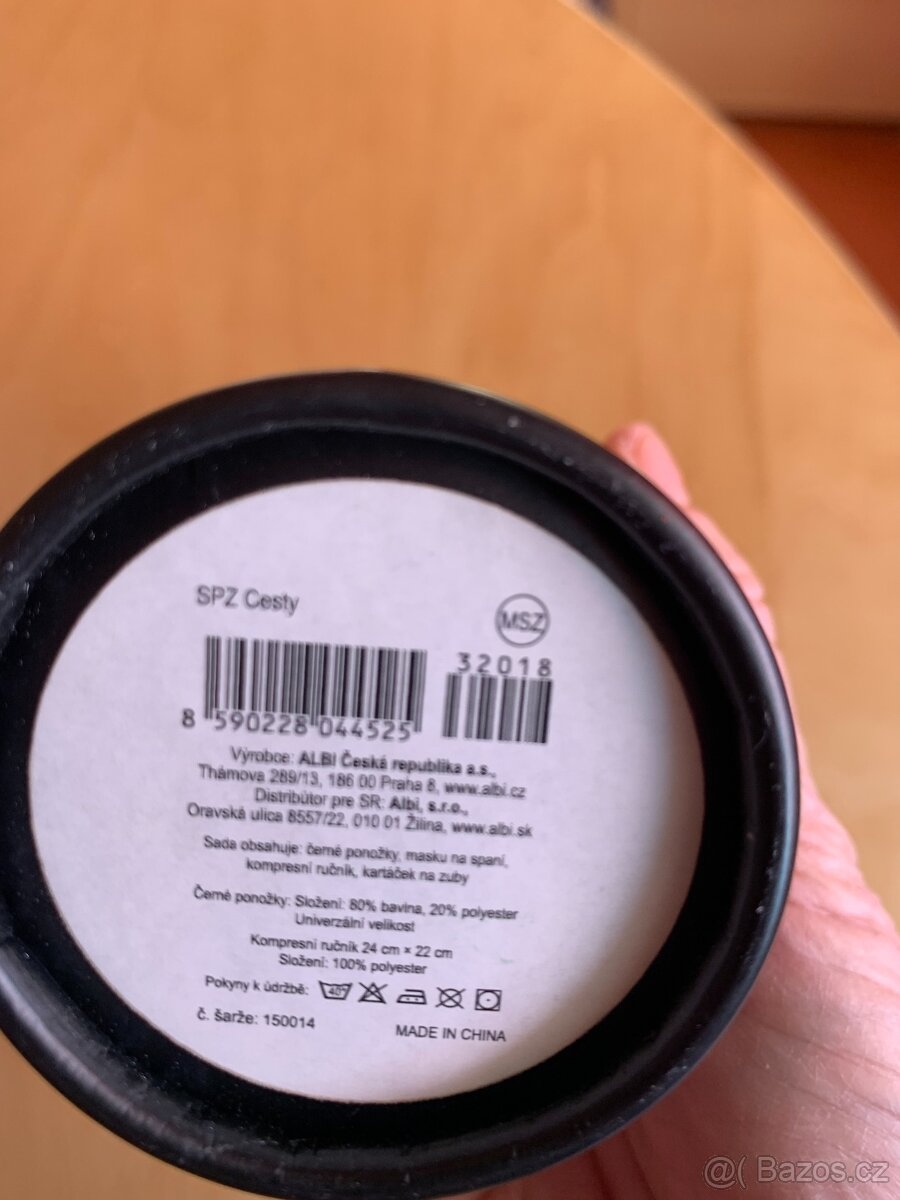 SPZ Cesty
MSZ
32018
8 590228 044525
Výrobce: ALBI Česká republika a.s.,
Thámova 289/13, 186 00 Praha 8, www.albi.cz
Distribútor pre SR: Albi, s.r.o.,
Oravská ulica 8557/22, 010 01 Žilina, www.albi.sk
Sada obsahuje: černé ponožky, masku na spaní,
kompresní ručník, kartáček na zuby
Černé ponožky: Složení: 80% bavlna, 20% polyester
Univerzální velikost
Kompresní ručník 24 cm × 22 cm
Složení: 100% polyester
Pokyny k údržbě: 40°
č. šarže: 150014
MADE IN CHINA
@( Bazos.cz